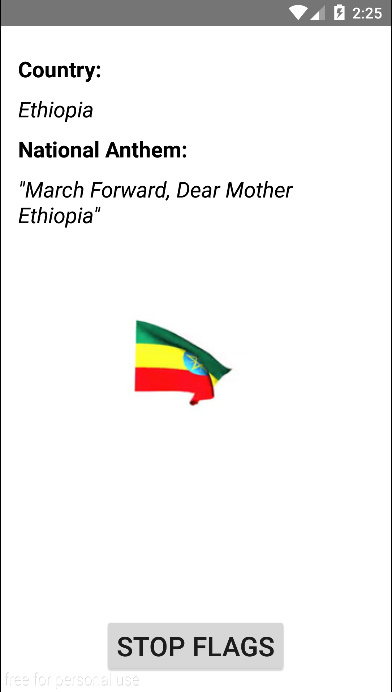 2:25
Country:
Ethiopia
National Anthem:
"March Forward, Dear Mother
Ethiopia"
STOP FLAGS
free for personal use